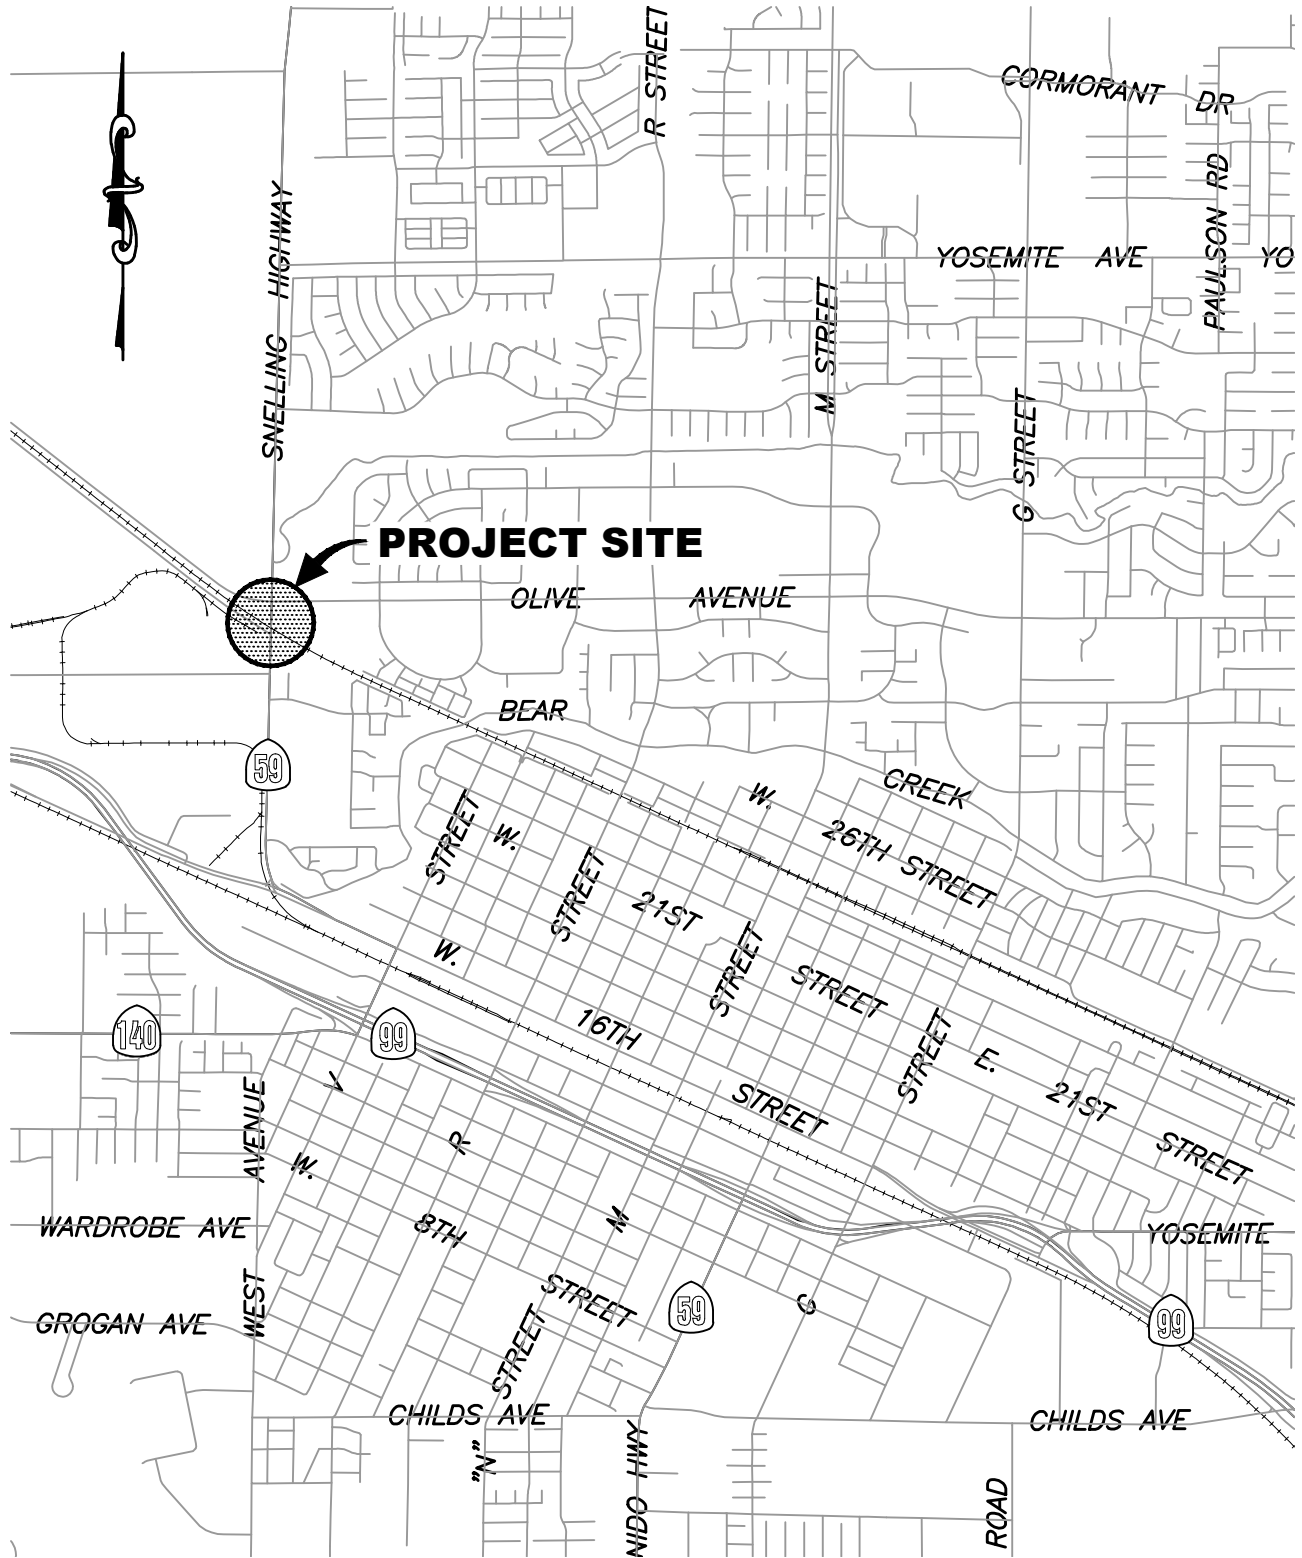 R STREET
CORMORANT DR
SNELLING HIGHWAY
PAULSON RD
YOSEMITE AVE
YO
M STREET
G STREET
PROJECT SITE
OLIVE AVENUE
BEAR CREEK
59
W. 26TH STREET
STREET
W. 21ST STREET
STREET
STREET
STREET
W. 16TH STREET
E. 21ST STREET
140
99
V
R
M
G
WEST AVENUE
W. 8TH STREET
WARDROBE AVE
YOSEMITE
GROGAN AVE
59
99
"N" STREET
CHILDS AVE
CHILDS AVE
NIDO HWY
ROAD